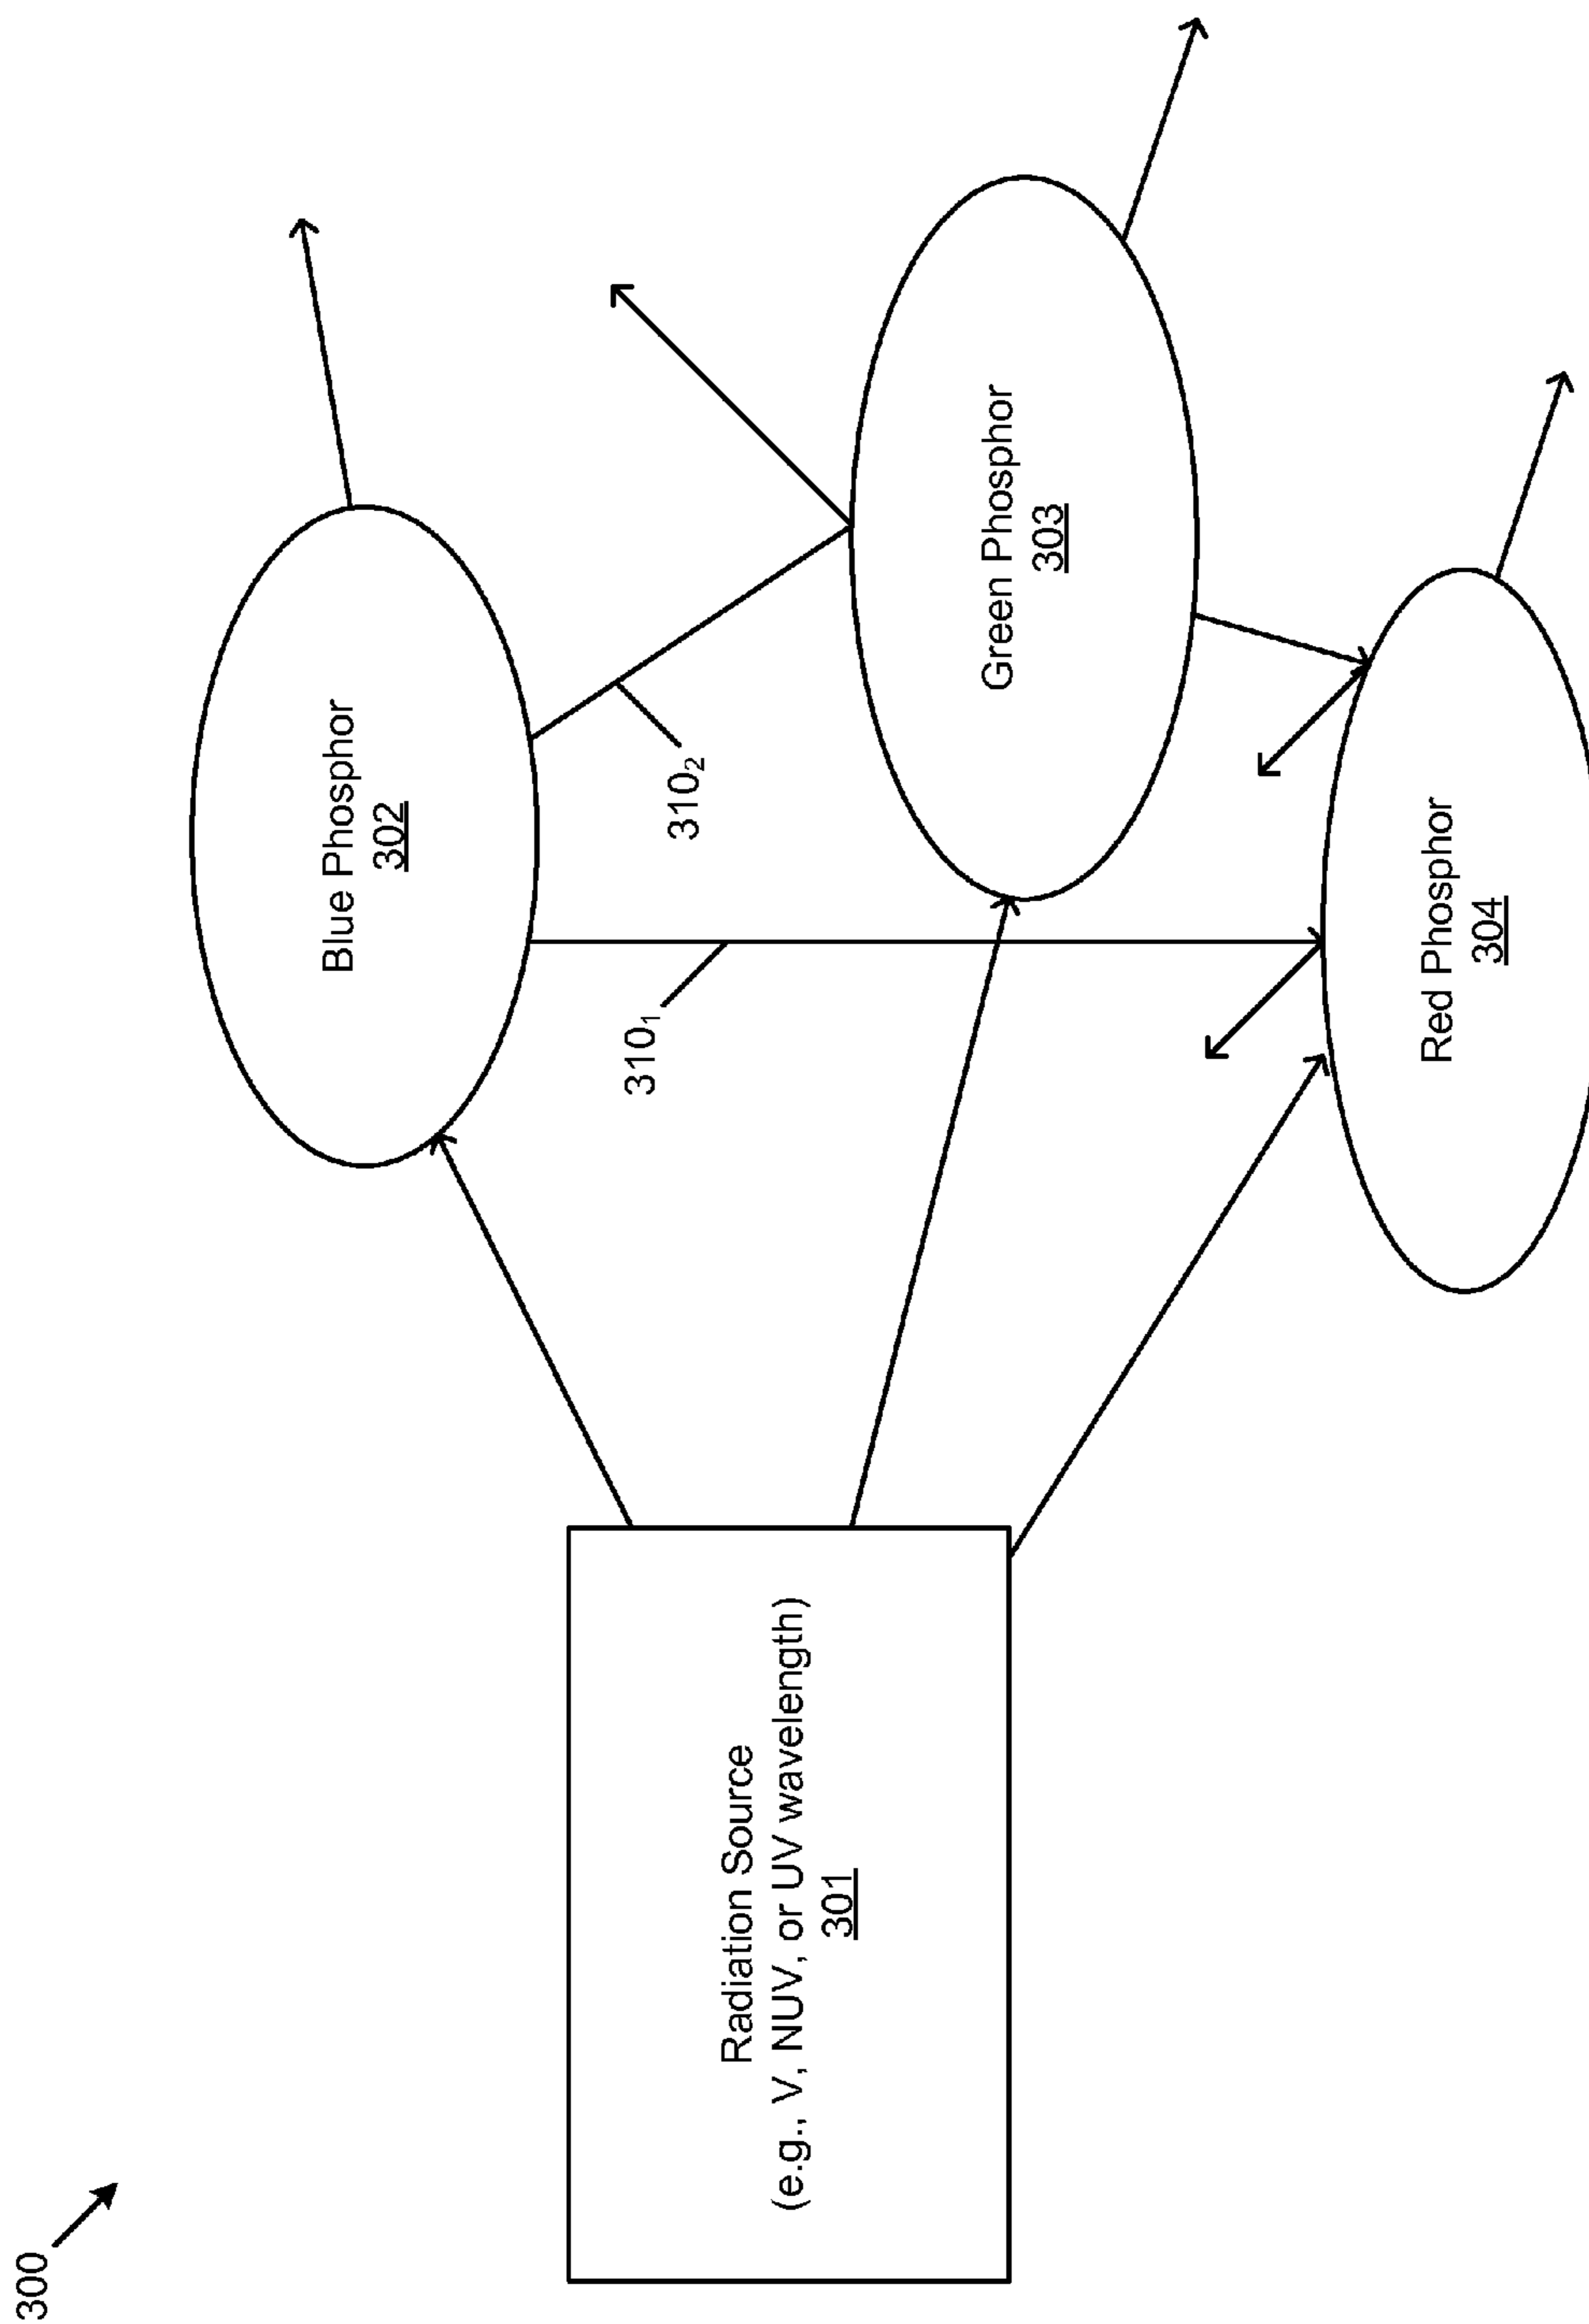 300
Radiation Source
(e.g., V, NUV, or UV wavelength)
301
Blue Phosphor
302
310₁
310₂
Green Phosphor
303
Red Phosphor
304